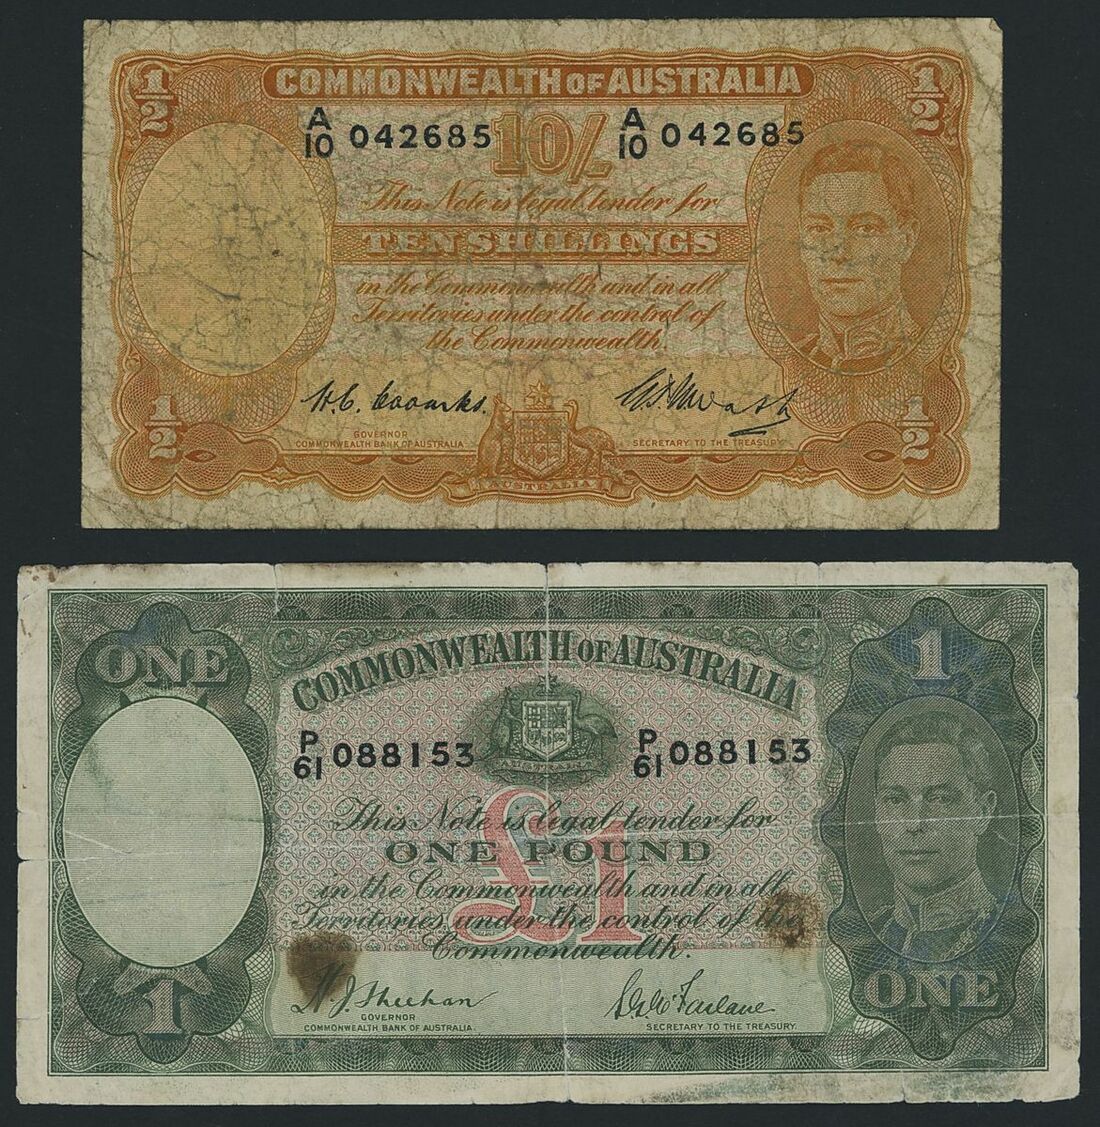 1/2
COMMONWEALTH OF AUSTRALIA
1/2
A/10 042685
10/-
A/10 042685
This Note is legal tender for
TEN SHILLINGS
in the Commonwealth and in all
Territories under the control of
the Commonwealth.
H.C. Coombs.
GOVERNOR
COMMONWEALTH BANK OF AUSTRALIA
SECRETARY TO THE TREASURY
1/2
AUSTRALIA
1/2
ONE
COMMONWEALTH OF AUSTRALIA
1
P/61 088153
P/61 088153
AUSTRALIA
This Note is legal tender for
£1
ONE POUND
in the Commonwealth and in all
Territories under the control of the
Commonwealth.
1
H.J. Sheehan
GOVERNOR
COMMONWEALTH BANK OF AUSTRALIA.
S.G. McFarlane
SECRETARY TO THE TREASURY.
ONE